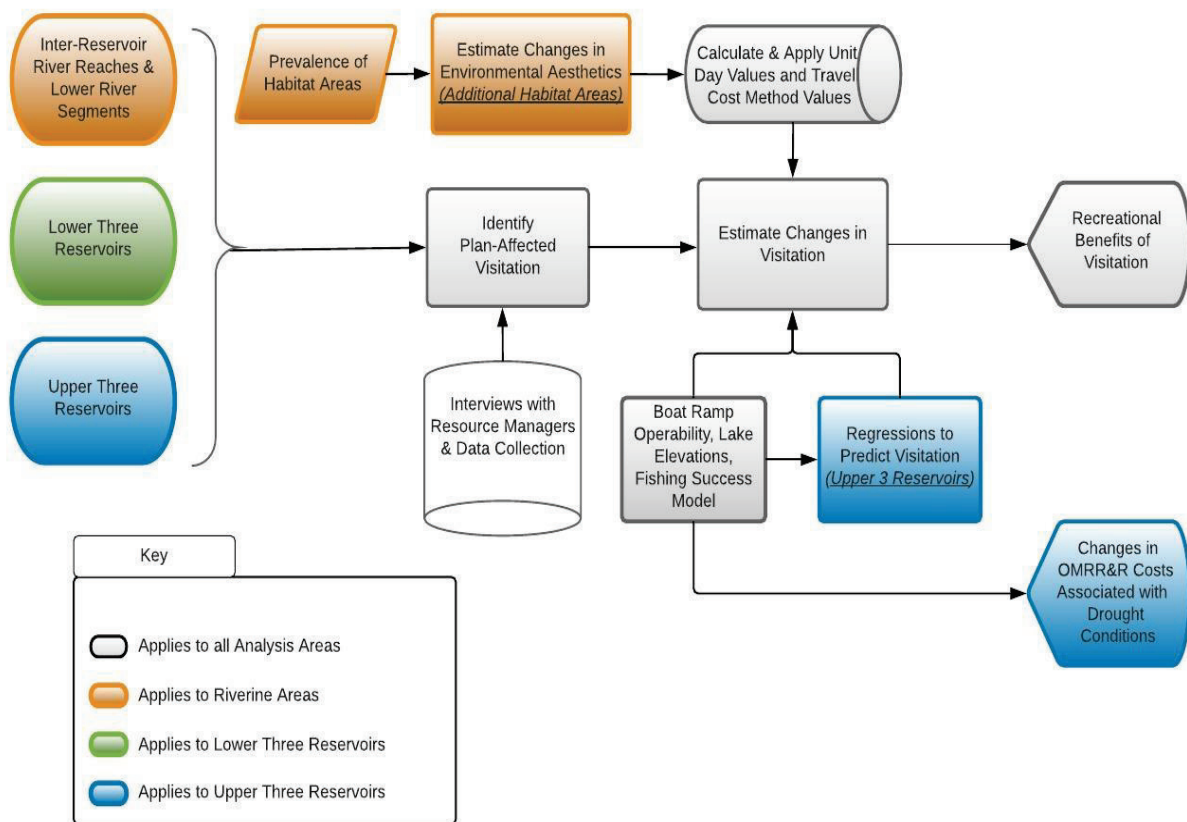 Inter-Reservoir
River Reaches &
Lower River
Segments
Prevalence of
Habitat Areas
Estimate Changes in
Environmental Aesthetics
(Additional Habitat Areas)
Calculate & Apply Unit
Day Values and Travel
Cost Method Values
Lower Three
Reservoirs
Identify
Plan-Affected
Visitation
Estimate Changes in
Visitation
Recreational
Benefits of
Visitation
Upper Three
Reservoirs
Interviews with
Resource Managers
& Data Collection
Boat Ramp
Operability, Lake
Elevations,
Fishing Success
Model
Regressions to
Predict Visitation
(Upper 3 Reservoirs)
Changes in
OMRR&R Costs
Associated with
Drought
Conditions
Key
Applies to all Analysis Areas
Applies to Riverine Areas
Applies to Lower Three Reservoirs
Applies to Upper Three Reservoirs